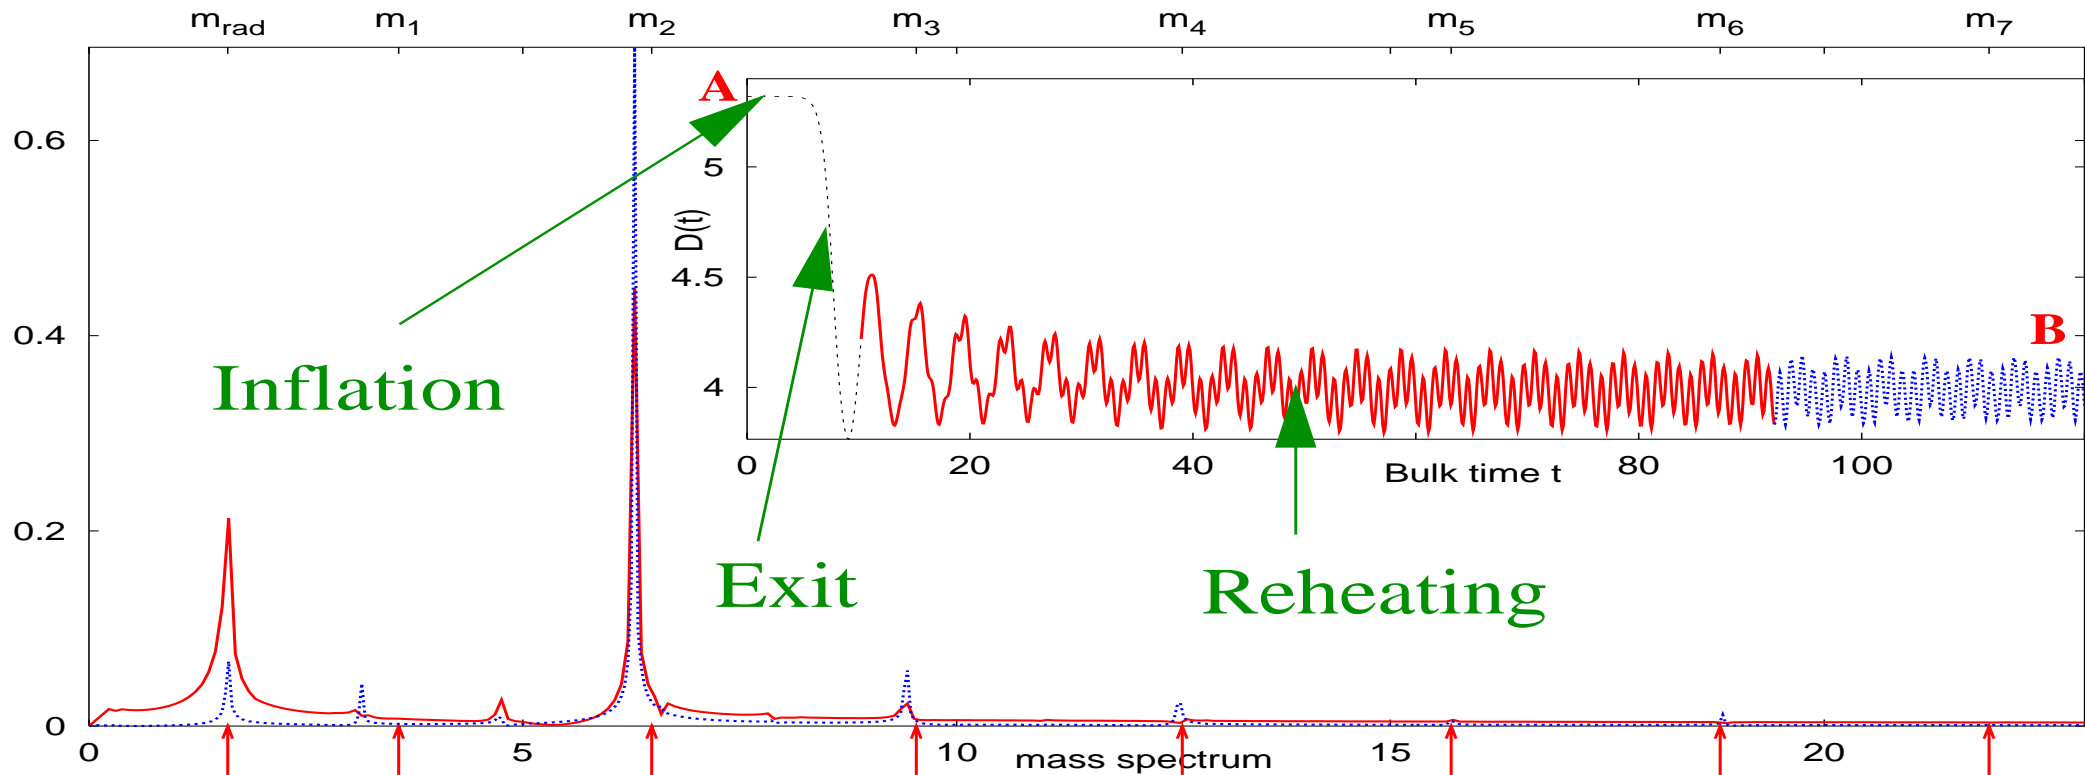 m_rad m_1 m_2 m_3 m_4 m_5 m_6 m_7
A
0.6
5
D(t)
4.5
0.4
B
Inflation
4
0 20 40 80 100
Bulk time t
0.2
Exit
Reheating
0
0 5 10 15 20
mass spectrum